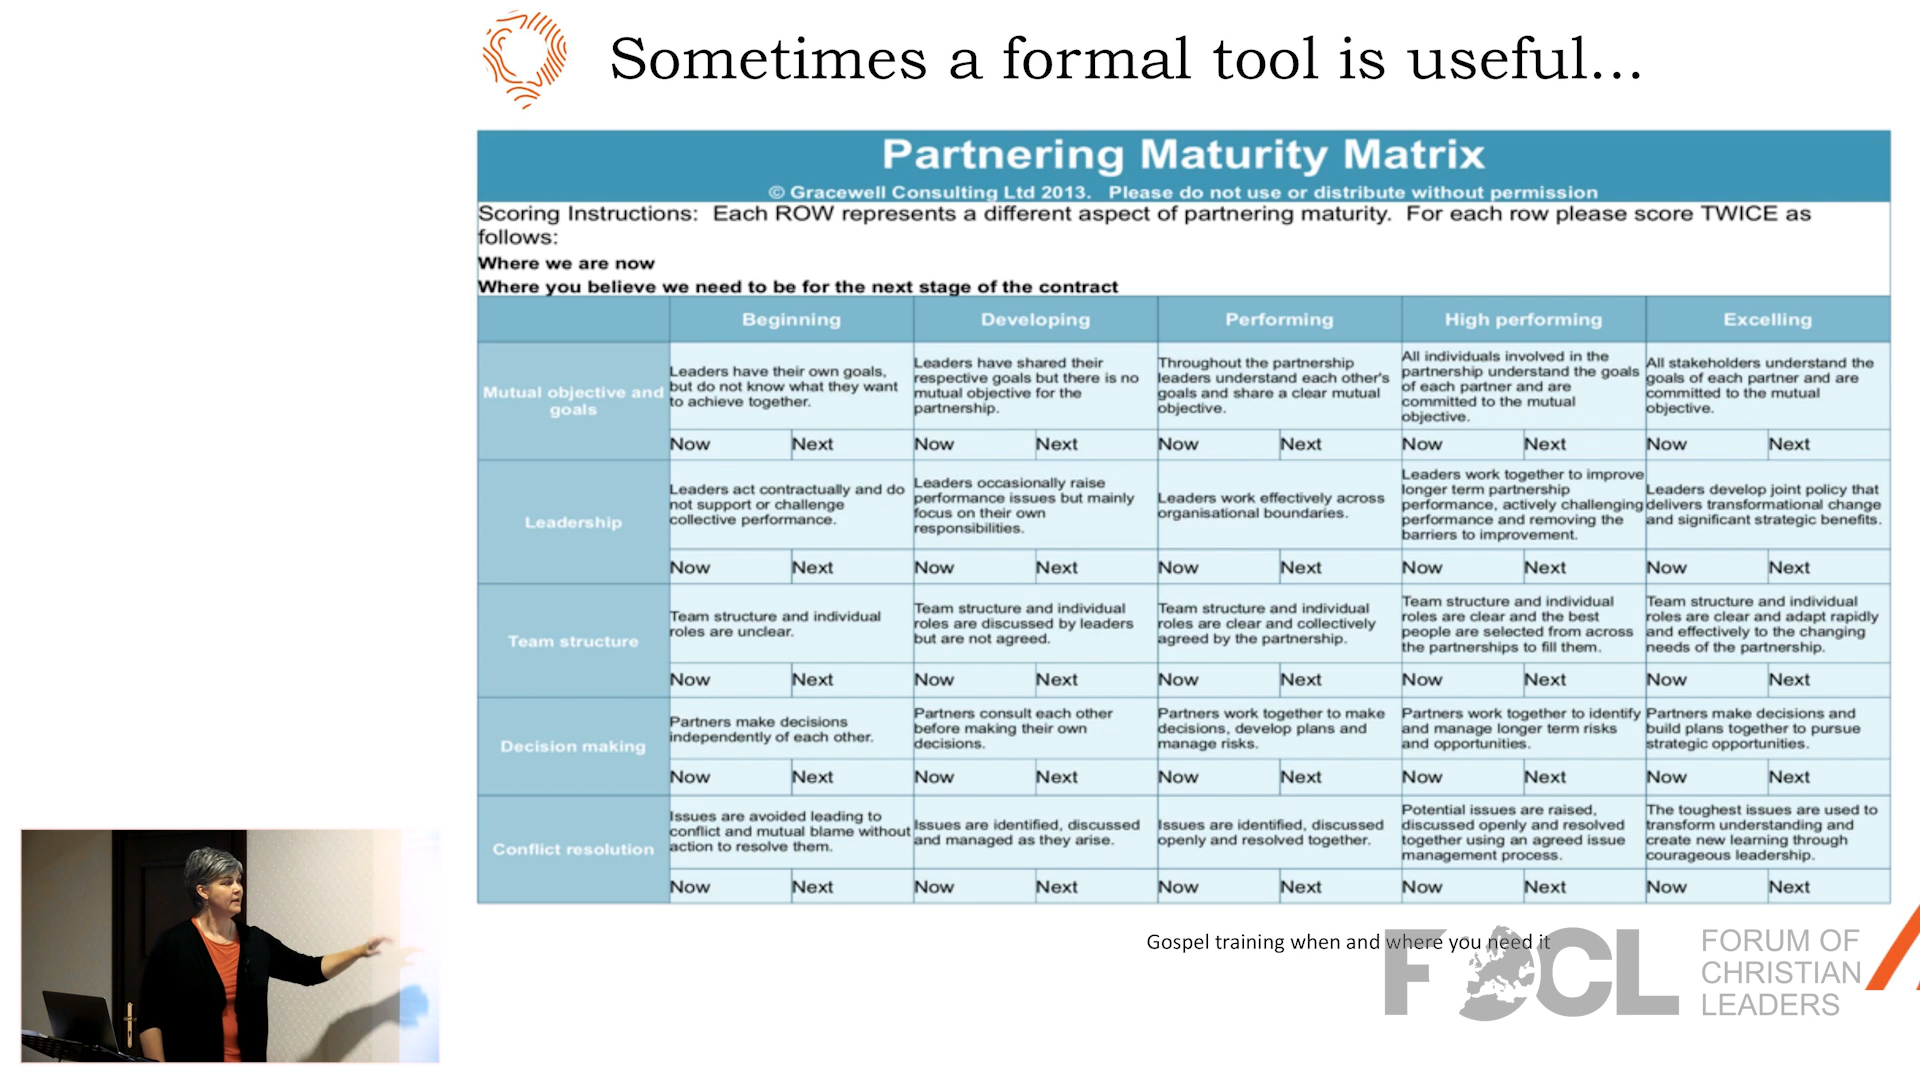 Sometimes a formal tool is useful...
Partnering Maturity Matrix
© Gracewell Consulting Ltd 2013. Please do not use or distribute without permission
Scoring Instructions: Each ROW represents a different aspect of partnering maturity. For each row please score TWICE as
follows:
Where we are now
Where you believe we need to be for the next stage of the contract
Beginning
Developing
Performing
High performing
Excelling
Mutual objective and
goals
Leaders have their own goals,
but do not know what they want
to achieve together.
Leaders have shared their
respective goals but there is no
mutual objective for the
partnership.
Throughout the partnership
leaders understand each other's
goals and share a clear mutual
objective.
All individuals involved in the
partnership understand the goals
of each partner and are
committed to the mutual
objective.
All stakeholders understand the
goals of each partner and are
committed to the mutual
objective.
Now Next Now Next Now Next Now Next Now Next
Leadership
Leaders act contractually and do
not support or challenge
collective performance.
Leaders occasionally raise
performance issues but mainly
focus on their own
responsibilities.
Leaders work effectively across
organisational boundaries.
Leaders work together to improve
longer term partnership
performance, actively challenging
performance and removing the
barriers to improvement.
Leaders develop joint policy that
delivers transformational change
and significant strategic benefits.
Now Next Now Next Now Next Now Next Now Next
Team structure
Team structure and individual
roles are unclear.
Team structure and individual
roles are discussed by leaders
but are not agreed.
Team structure and individual
roles are clear and collectively
agreed by the partnership.
Team structure and individual
roles are clear and the best
people are selected from across
the partnerships to fill them.
Team structure and individual
roles are clear and adapt rapidly
and effectively to the changing
needs of the partnership.
Now Next Now Next Now Next Now Next Now Next
Decision making
Partners make decisions
independently of each other.
Partners consult each other
before making their own
decisions.
Partners work together to make
decisions, develop plans and
manage risks.
Partners work together to identify
and manage longer term risks
and opportunities.
Partners make decisions and
build plans together to pursue
strategic opportunities.
Now Next Now Next Now Next Now Next Now Next
Conflict resolution
Issues are avoided leading to
conflict and mutual blame without
action to resolve them.
Issues are identified, discussed
and managed as they arise.
Issues are identified, discussed
openly and resolved together.
Potential issues are raised,
discussed openly and resolved
together using an agreed issue
management process.
The toughest issues are used to
transform understanding and
create new learning through
courageous leadership.
Now Next Now Next Now Next Now Next Now Next
Gospel training when and where you need it
FOCL
FORUM OF
CHRISTIAN
LEADERS